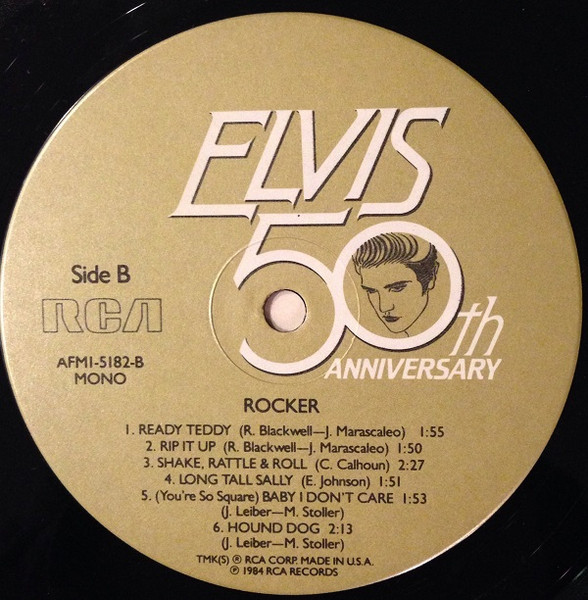 ELVIS
50th
ANNIVERSARY
Side B
RCA
AFM1-5182-B
MONO
ROCKER
1. READY TEDDY (R. Blackwell—J. Marascaleo) 1:55
2. RIP IT UP (R. Blackwell—J. Marascaleo) 1:50
3. SHAKE, RATTLE & ROLL (C. Calhoun) 2:27
4. LONG TALL SALLY (E. Johnson) 1:51
5. (You're So Square) BABY I DON'T CARE 1:53
(J. Leiber—M. Stoller)
6. HOUND DOG 2:13
(J. Leiber—M. Stoller)
TMK(S) ® RCA CORP. MADE IN U.S.A.
℗ 1984 RCA RECORDS